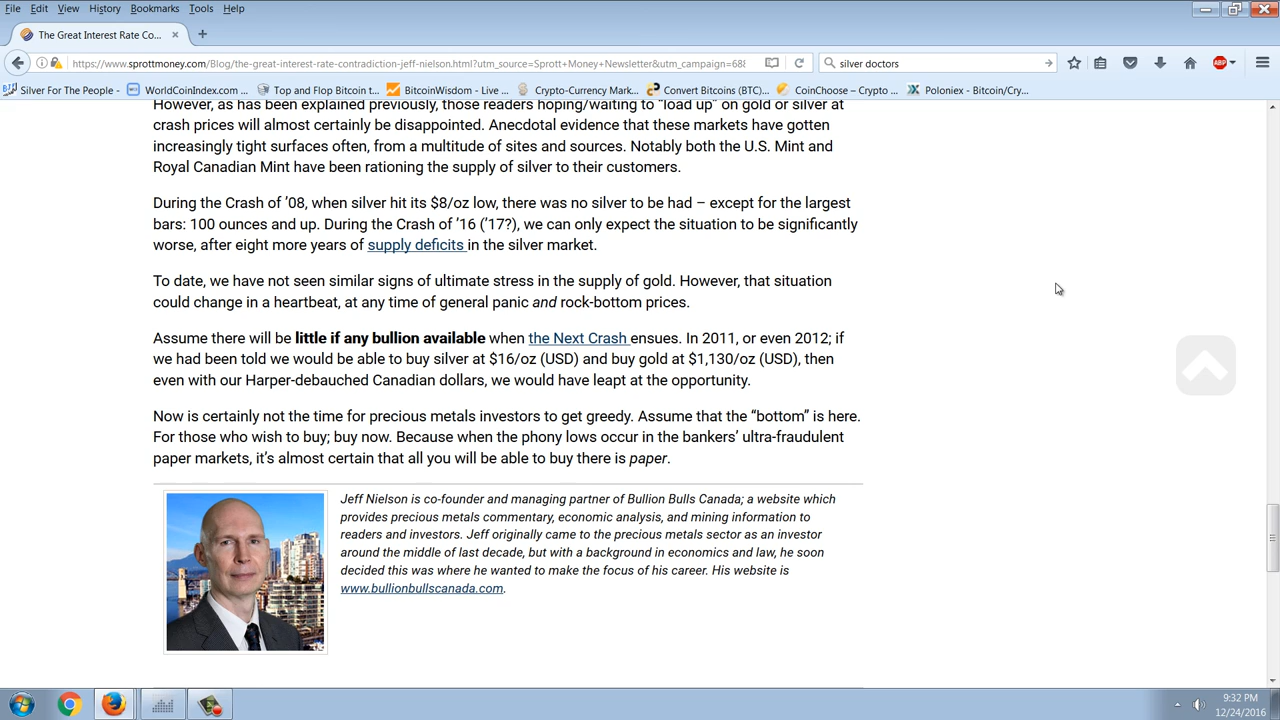 File Edit View History Bookmarks Tools Help
The Great Interest Rate Co...
https://www.sprottmoney.com/Blog/the-great-interest-rate-contradiction-jeff-nielson.html?utm_source=Sprott+Money+Newsletter&utm_campaign=688
silver doctors
ABP
Silver For The People -
WorldCoinIndex.com ...
Top and Flop Bitcoin t...
BitcoinWisdom - Live ...
Crypto-Currency Mark...
Convert Bitcoins (BTC)...
CoinChoose – Crypto ...
Poloniex - Bitcoin/Cry...
However, as has been explained previously, those readers hoping/waiting to “load up” on gold or silver at
crash prices will almost certainly be disappointed. Anecdotal evidence that these markets have gotten
increasingly tight surfaces often, from a multitude of sites and sources. Notably both the U.S. Mint and
Royal Canadian Mint have been rationing the supply of silver to their customers.
During the Crash of ’08, when silver hit its $8/oz low, there was no silver to be had – except for the largest
bars: 100 ounces and up. During the Crash of ’16 (’17?), we can only expect the situation to be significantly
worse, after eight more years of supply deficits in the silver market.
To date, we have not seen similar signs of ultimate stress in the supply of gold. However, that situation
could change in a heartbeat, at any time of general panic and rock-bottom prices.
Assume there will be little if any bullion available when the Next Crash ensues. In 2011, or even 2012; if
we had been told we would be able to buy silver at $16/oz (USD) and buy gold at $1,130/oz (USD), then
even with our Harper-debauched Canadian dollars, we would have leapt at the opportunity.
Now is certainly not the time for precious metals investors to get greedy. Assume that the “bottom” is here.
For those who wish to buy; buy now. Because when the phony lows occur in the bankers’ ultra-fraudulent
paper markets, it’s almost certain that all you will be able to buy there is paper.
Jeff Nielson is co-founder and managing partner of Bullion Bulls Canada; a website which
provides precious metals commentary, economic analysis, and mining information to
readers and investors. Jeff originally came to the precious metals sector as an investor
around the middle of last decade, but with a background in economics and law, he soon
decided this was where he wanted to make the focus of his career. His website is
www.bullionbullscanada.com.
9:32 PM
12/24/2016